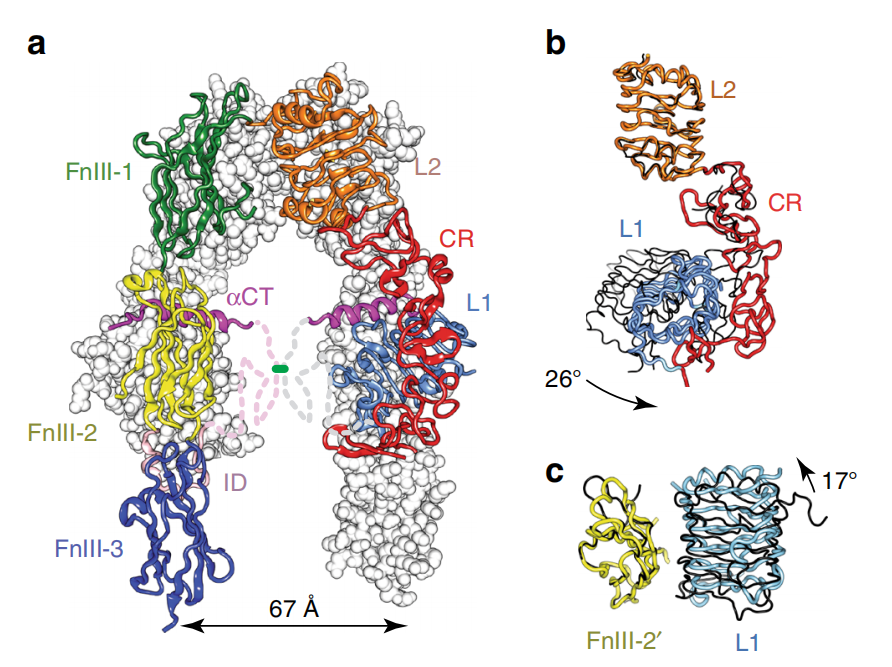 a
FnIII-1
L2
CR
αCT
L1
FnIII-2
ID
FnIII-3
67 Å
b
L2
CR
L1
26°
c
17°
FnIII-2′
L1